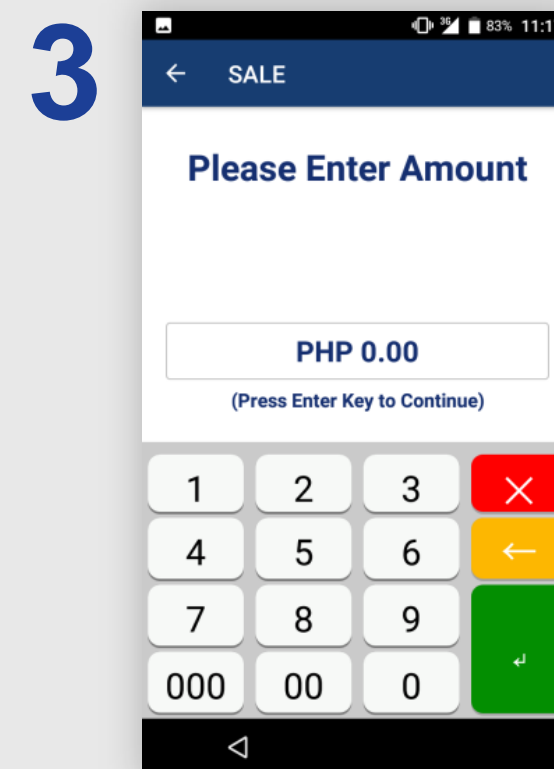 3
3G 83% 11:1
SALE
Please Enter Amount
PHP 0.00
(Press Enter Key to Continue)
1 2 3
4 5 6
7 8 9
000 00 0